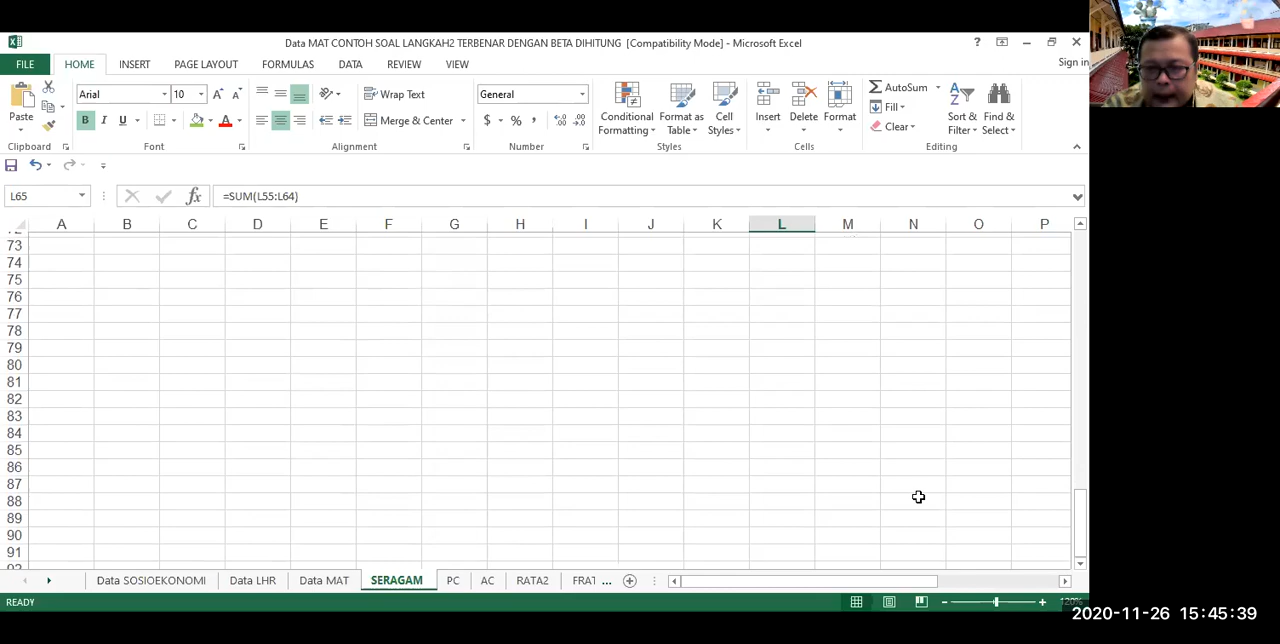 Data MAT CONTOH SOAL LANGKAH2 TERBENAR DENGAN BETA DIHITUNG [Compatibility Mode] - Microsoft Excel
?
FILE HOME INSERT PAGE LAYOUT FORMULAS DATA REVIEW VIEW
Sign in
Paste
Arial 10
B I U
Wrap Text
Merge & Center
General
$ % ,
Conditional Formatting
Format as Table
Cell Styles
Insert
Delete
Format
AutoSum
Fill
Clear
Sort & Filter
Find & Select
Clipboard Font Alignment Number Styles Cells Editing
L65 fx =SUM(L55:L64)
A B C D E F G H I J K L M N O P
73
74
75
76
77
78
79
80
81
82
83
84
85
86
87
88
89
90
91
Data SOSIOEKONOMI Data LHR Data MAT SERAGAM PC AC RATA2 FRAT ...
READY
120%
2020-11-26 15:45:39